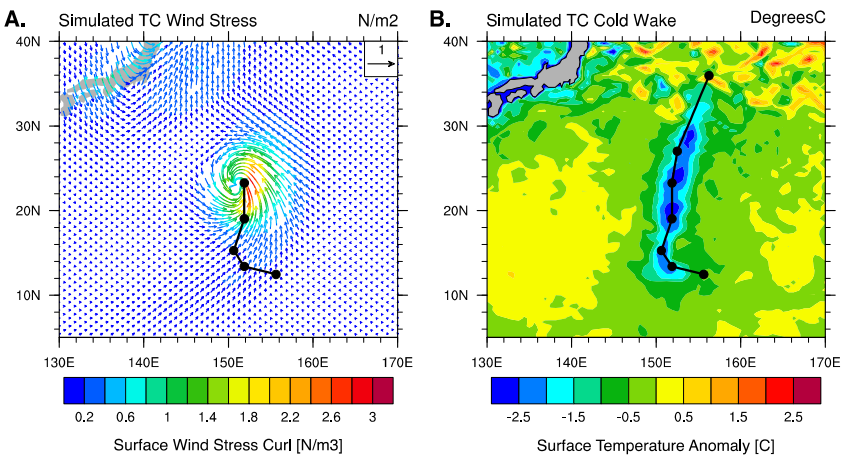 A. Simulated TC Wind Stress N/m2
1
40N
30N
20N
10N
130E 140E 150E 160E 170E
0.2 0.6 1 1.4 1.8 2.2 2.6 3
Surface Wind Stress Curl [N/m3]
B. Simulated TC Cold Wake DegreesC
40N
30N
20N
10N
130E 140E 150E 160E 170E
-2.5 -1.5 -0.5 0.5 1.5 2.5
Surface Temperature Anomaly [C]